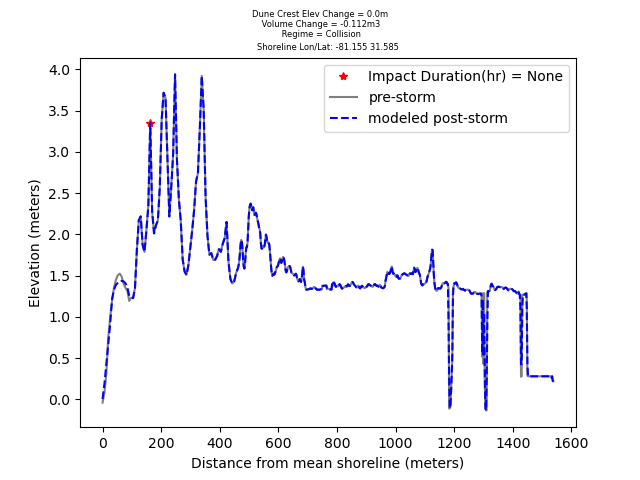 Dune Crest Elev Change = 0.0m
Volume Change = -0.112m3
Regime = Collision
Shoreline Lon/Lat: -81.155 31.585
Impact Duration(hr) = None
pre-storm
modeled post-storm
Elevation (meters)
4.0
3.5
3.0
2.5
2.0
1.5
1.0
0.5
0.0
0 200 400 600 800 1000 1200 1400 1600
Distance from mean shoreline (meters)